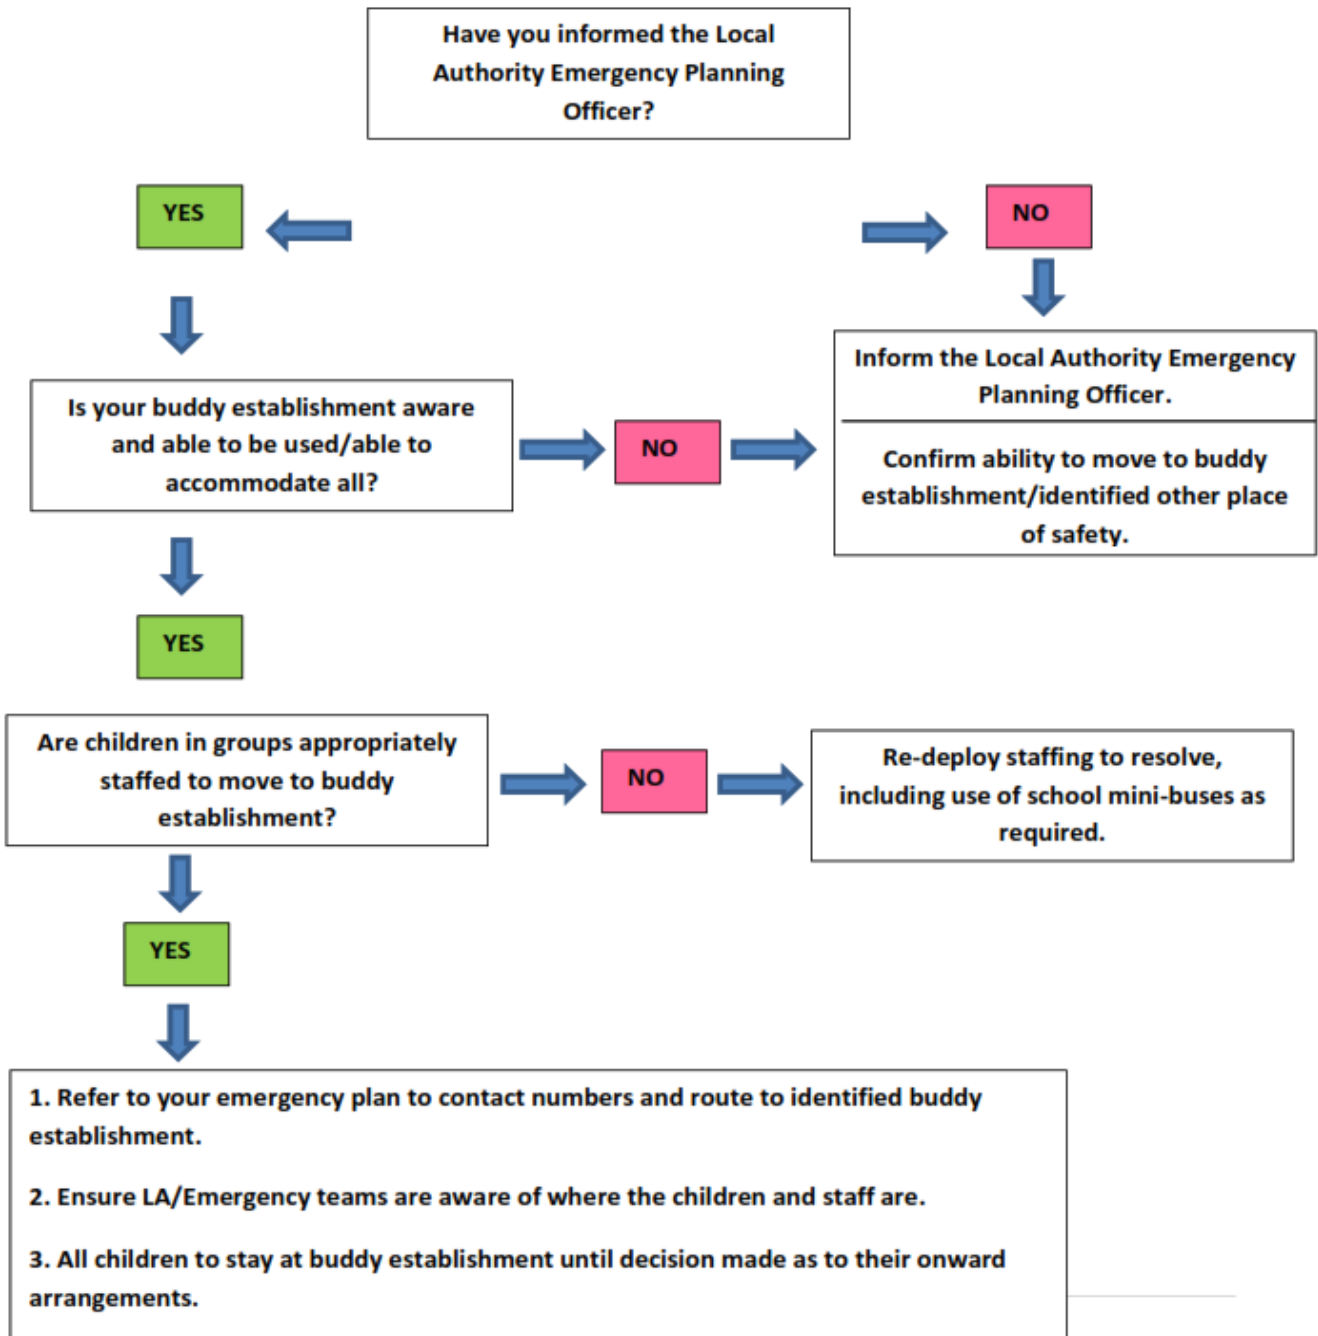 Have you informed the Local
Authority Emergency Planning
Officer?
YES
NO
Is your buddy establishment aware
and able to be used/able to
accommodate all?
NO
Inform the Local Authority Emergency
Planning Officer.
Confirm ability to move to buddy
establishment/identified other place
of safety.
YES
Are children in groups appropriately
staffed to move to buddy
establishment?
NO
Re-deploy staffing to resolve,
including use of school mini-buses as
required.
YES
1. Refer to your emergency plan to contact numbers and route to identified buddy
establishment.
2. Ensure LA/Emergency teams are aware of where the children and staff are.
3. All children to stay at buddy establishment until decision made as to their onward
arrangements.